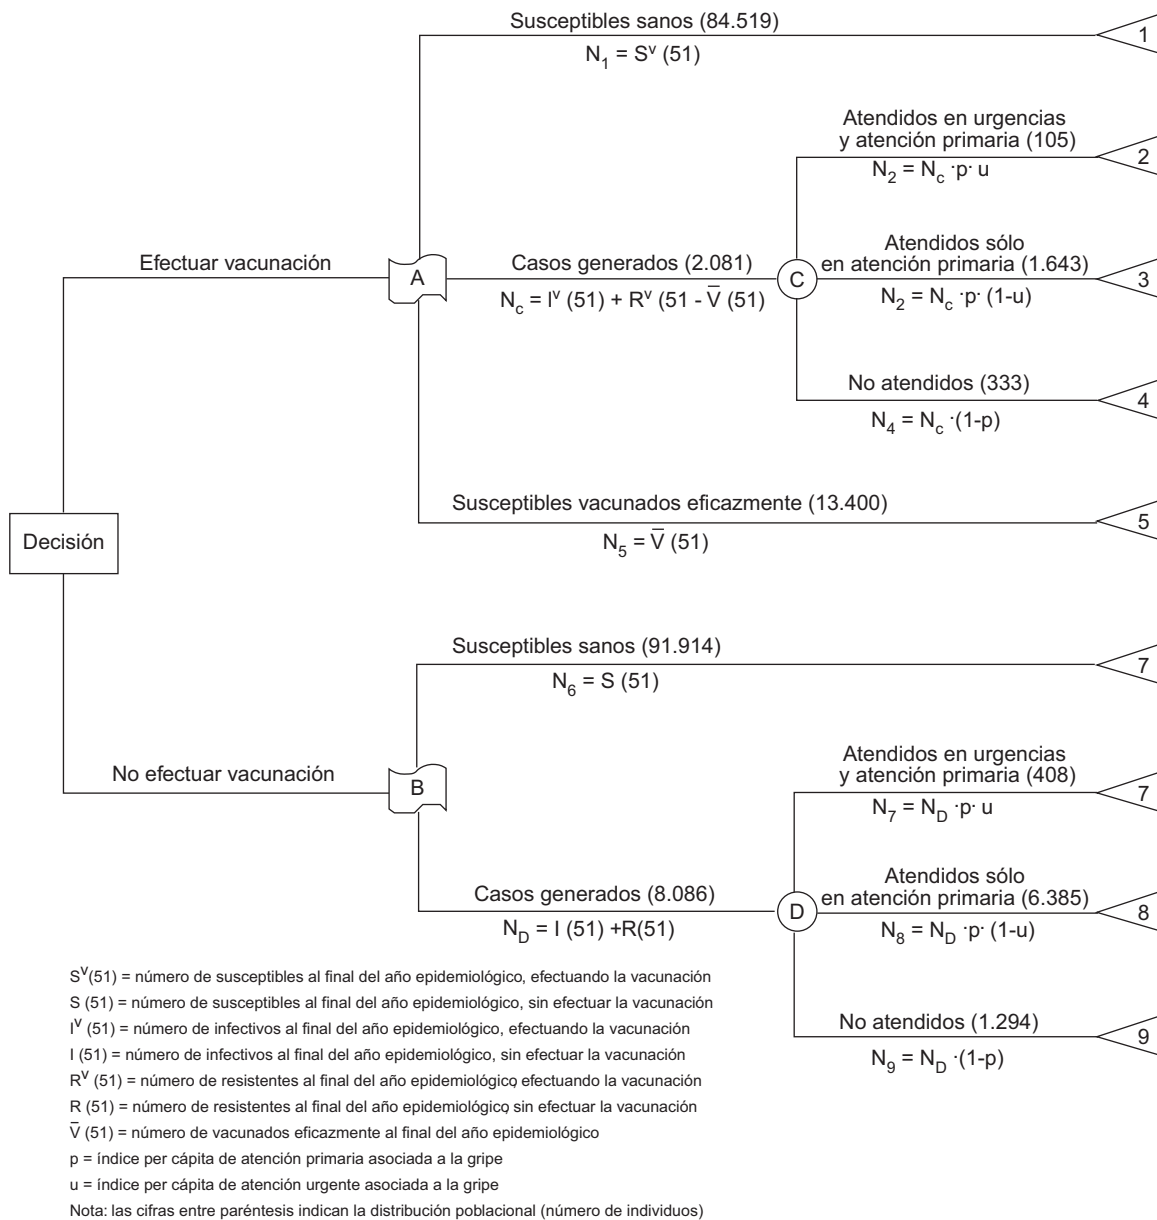 Susceptibles sanos (84.519)
N1 = Sᵛ (51)
1
Atendidos en urgencias
y atención primaria (105)
N2 = Nc ·p· u
2
Efectuar vacunación
A
Casos generados (2.081)
Nc = Iᵛ (51) + Rᵛ (51 - V̅ (51)
C
Atendidos sólo
en atención primaria (1.643)
N2 = Nc ·p· (1-u)
3
No atendidos (333)
N4 = Nc ·(1-p)
4
Susceptibles vacunados eficazmente (13.400)
N5 = V̅ (51)
5
Decisión
Susceptibles sanos (91.914)
N6 = S (51)
7
No efectuar vacunación
B
Atendidos en urgencias
y atención primaria (408)
N7 = ND ·p· u
7
Casos generados (8.086)
ND = I (51) +R(51)
D
Atendidos sólo
en atención primaria (6.385)
N8 = ND ·p· (1-u)
8
No atendidos (1.294)
N9 = ND ·(1-p)
9
Sᵛ(51) = número de susceptibles al final del año epidemiológico, efectuando la vacunación
S (51) = número de susceptibles al final del año epidemiológico, sin efectuar la vacunación
Iᵛ (51) = número de infectivos al final del año epidemiológico, efectuando la vacunación
I (51) = número de infectivos al final del año epidemiológico, sin efectuar la vacunación
Rᵛ (51) = número de resistentes al final del año epidemiológico, efectuando la vacunación
R (51) = número de resistentes al final del año epidemiológico, sin efectuar la vacunación
V̅ (51) = número de vacunados eficazmente al final del año epidemiológico
p = índice per cápita de atención primaria asociada a la gripe
u = índice per cápita de atención urgente asociada a la gripe
Nota: las cifras entre paréntesis indican la distribución poblacional (número de individuos)